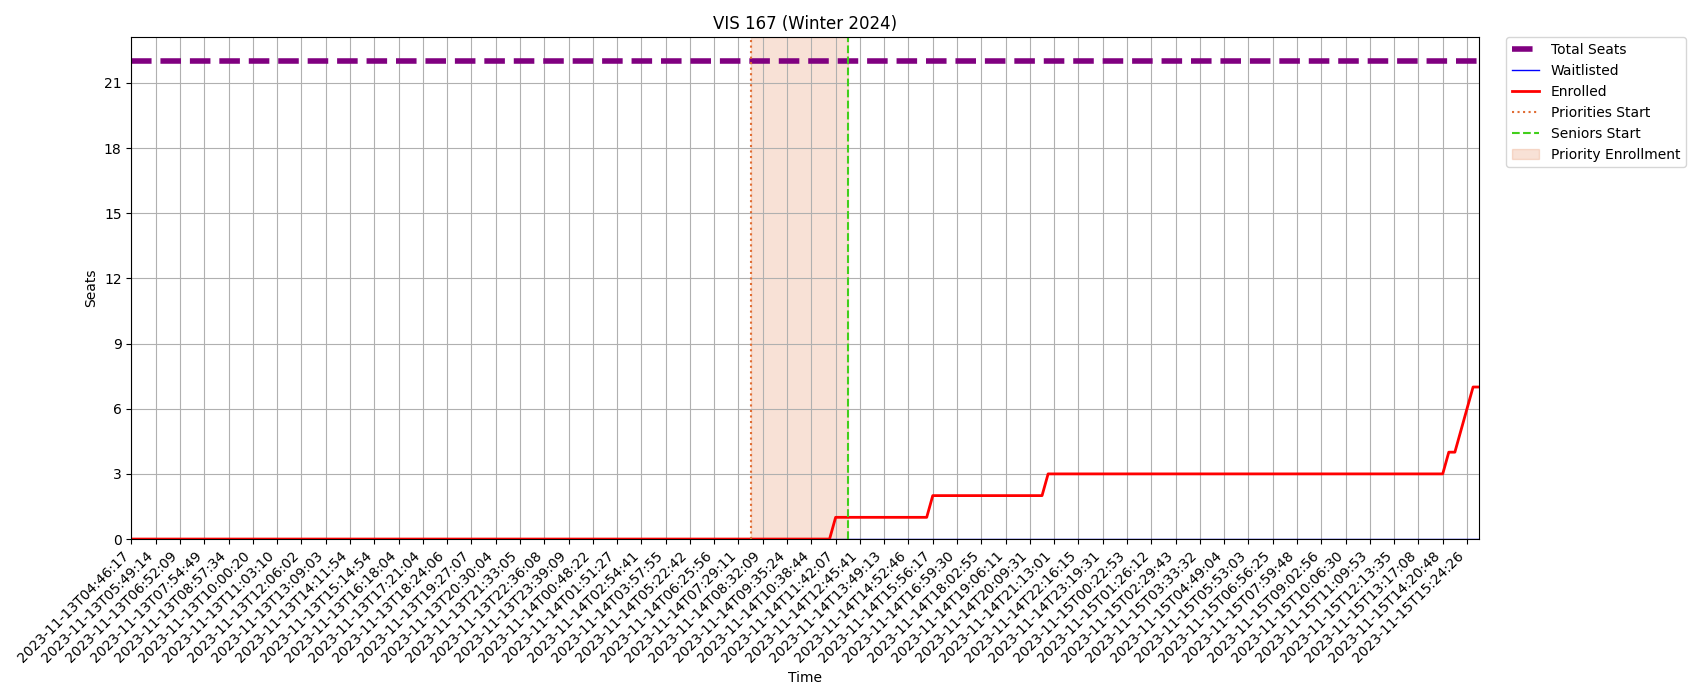 VIS 167 (Winter 2024)
Total Seats
Waitlisted
Enrolled
Priorities Start
Seniors Start
Priority Enrollment
Seats
21
18
15
12
9
6
3
0
2023-11-13T04:46:17
2023-11-13T05:49:14
2023-11-13T06:52:09
2023-11-13T07:54:49
2023-11-13T08:57:34
2023-11-13T10:00:20
2023-11-13T11:03:10
2023-11-13T12:06:02
2023-11-13T13:09:03
2023-11-13T14:11:54
2023-11-13T15:14:54
2023-11-13T16:18:04
2023-11-13T17:21:04
2023-11-13T18:24:06
2023-11-13T19:27:07
2023-11-13T20:30:04
2023-11-13T21:33:05
2023-11-13T22:36:08
2023-11-13T23:39:09
2023-11-14T00:48:22
2023-11-14T01:51:27
2023-11-14T02:54:41
2023-11-14T03:57:55
2023-11-14T05:22:42
2023-11-14T06:25:56
2023-11-14T07:29:11
2023-11-14T08:32:09
2023-11-14T09:35:24
2023-11-14T10:38:44
2023-11-14T11:42:07
2023-11-14T12:45:41
2023-11-14T13:49:13
2023-11-14T14:52:46
2023-11-14T15:56:17
2023-11-14T16:59:30
2023-11-14T18:02:55
2023-11-14T19:06:11
2023-11-14T20:09:31
2023-11-14T21:13:01
2023-11-14T22:16:15
2023-11-14T23:19:31
2023-11-15T00:22:53
2023-11-15T01:26:12
2023-11-15T02:29:43
2023-11-15T03:33:32
2023-11-15T04:49:04
2023-11-15T05:53:03
2023-11-15T06:56:25
2023-11-15T07:59:48
2023-11-15T09:02:56
2023-11-15T10:06:30
2023-11-15T11:09:53
2023-11-15T12:13:35
2023-11-15T13:17:08
2023-11-15T14:20:48
2023-11-15T15:24:26
Time